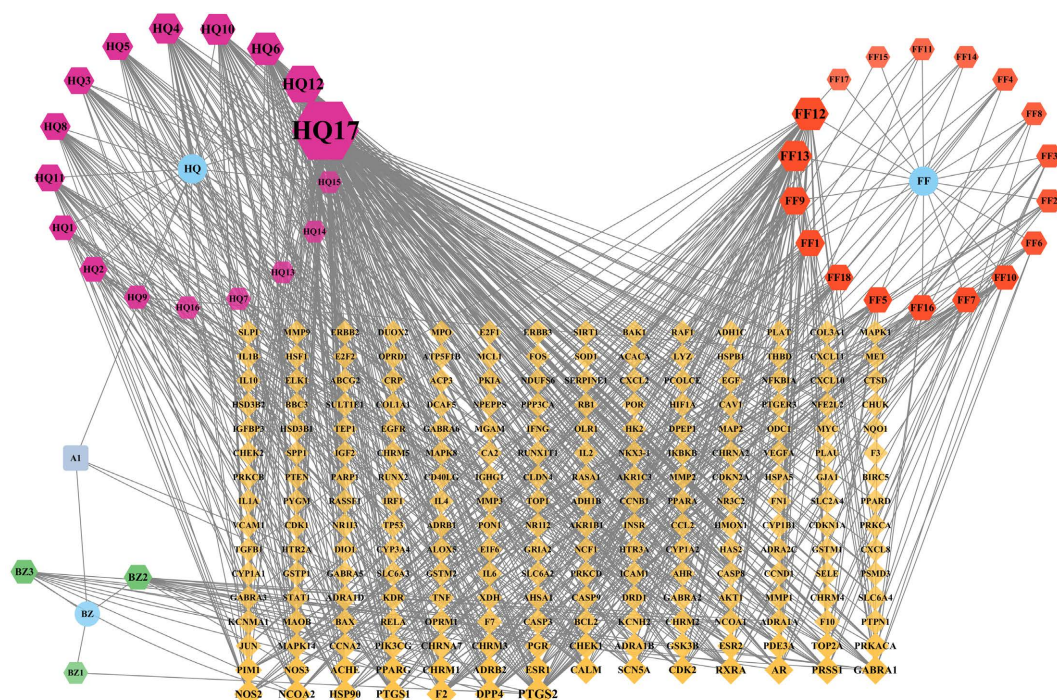 HQ4 HQ10
HQ5 HQ6
HQ3 HQ12
HQ8 HQ17
HQ HQ15
HQ11
HQ1 HQ14
HQ2 HQ13
HQ9 HQ16 HQ7
FF15 FF11 FF14
FF17 FF4
FF12 FF8
FF13 FF3
FF
FF9 FF2
FF1 FF6
FF18 FF10
FF5 FF16 FF7
A1
BZ3 BZ2
BZ
BZ1
SLPI MMP9 ERBB2 DUOX2 MPO E2F1 ERBB3 SIRT1 BAK1 RAF1 ADH1C PLAT COL3A1 MAPK1
IL1B HSF1 E2F2 OPRD1 ATP5F1B MCL1 FOS SOD1 ACACA LYZ HSPB1 THBD CXCL11 MET
IL10 ELK1 ABCG2 CRP ACP3 PKIA NDUFS6 SERPINE1 CXCL2 PCOLCE EGF NFKBIA CXCL10 CTSD
HSD3B2 BBC3 SULT1E1 COL1A1 DCAF5 NPEPPS PPP3CA RB1 POR HIF1A CAV1 PTGER3 NFE2L2 CHUK
IGFBP3 HSD3B1 TEP1 EGFR GABRA6 MGAM IFNG OLR1 HK2 DPEP1 MAP2 ODC1 MYC NQO1
CHEK2 SPP1 IGF2 CHRM5 MAPK8 CA2 RUNX1T1 IL2 NKX3-1 IKBKB CHRNA2 VEGFA PLAU F3
PRKCB PTEN PARP1 RUNX2 CD40LG IGHG1 CLDN4 RASA1 AKR1C3 MMP2 CDKN2A HSPA5 GJA1 BIRC5
IL1A PYGM RASSF1 IRF1 IL4 MMP3 TOP1 ADH1B CCNB1 PPARA NR3C2 FN1 SLC2A4 PPARD
VCAM1 CDK1 NR1I3 TP53 ADRB1 PON1 NR1I2 AKR1B1 INSR CCL2 HMOX1 CYP1B1 CDKN1A PRKCA
TGFB1 HTR2A DIO1 CYP3A4 ALOX5 EIF6 GRIA2 NCF1 HTR3A CYP1A2 HAS2 ADRA2C GSTM1 CXCL8
CYP1A1 GSTP1 GABRA5 SLC6A3 GSTM2 IL6 SLC6A2 PRKCD ICAM1 AHR CASP8 CCND1 SELE PSMD3
GABRA3 STAT1 ADRA1D KDR TNF XDH AHSA1 CASP9 DRD1 GABRA2 AKT1 MMP1 CHRM4 SLC6A4
KCNMA1 MAOB BAX RELA OPRM1 F7 CASP3 BCL2 KCNH2 CHRM2 NCOA1 ADRA1A F10 PTPN1
JUN MAPK14 CCNA2 PIK3CG CHRNA7 CHRM3 PGR CHEK1 ADRA1B GSK3B ESR2 PDE3A TOP2A PRKACA
PIM1 NOS3 ACHE PPARG CHRM1 ADRB2 ESR1 CALM SCN5A CDK2 RXRA AR PRSS1 GABRA1
NOS2 NCOA2 HSP90 PTGS1 F2 DPP4 PTGS2